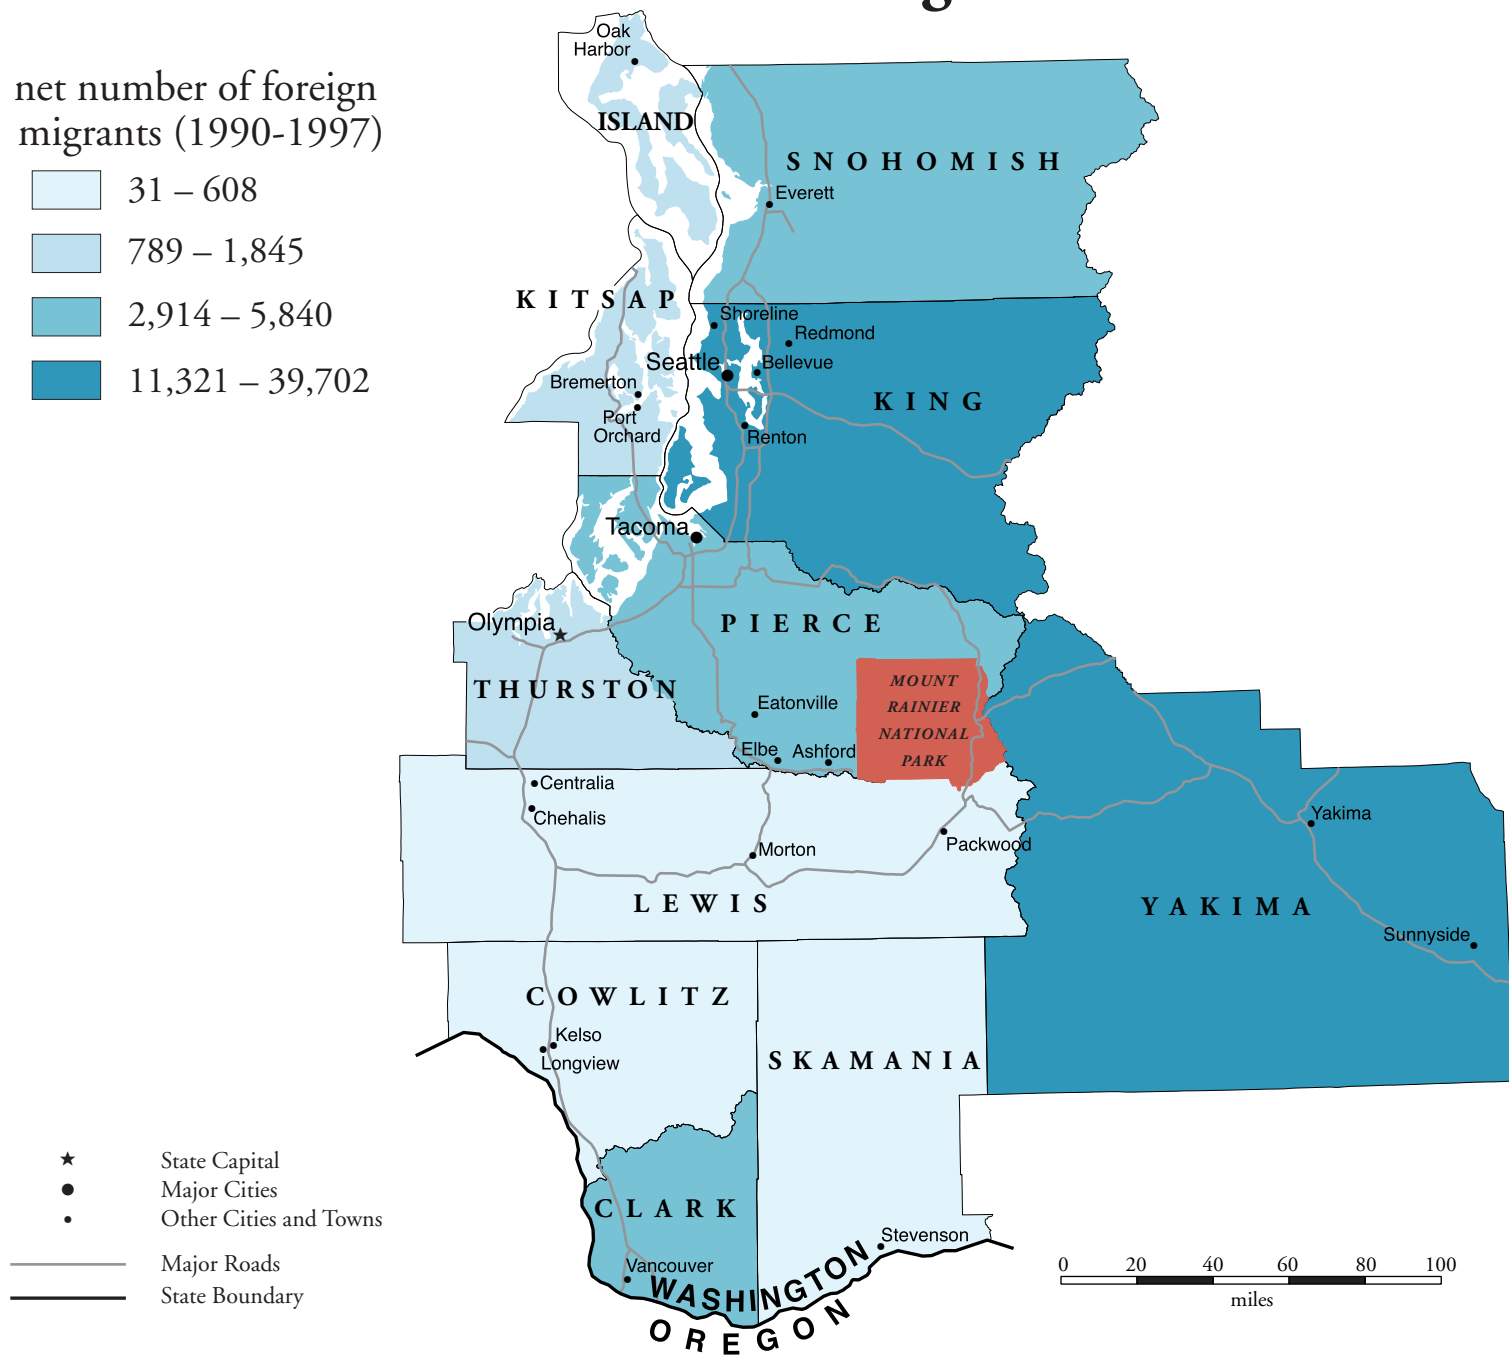 g
net number of foreign
migrants (1990-1997)
31 – 608
789 – 1,845
2,914 – 5,840
11,321 – 39,702
Oak
Harbor
ISLAND
SNOHOMISH
Everett
KITSAP
Shoreline
Redmond
Seattle
Bellevue
Bremerton
KING
Port
Orchard
Renton
Tacoma
Olympia
PIERCE
THURSTON
MOUNT
RAINIER
NATIONAL
PARK
Eatonville
Elbe
Ashford
Centralia
Chehalis
Morton
Packwood
Yakima
LEWIS
YAKIMA
Sunnyside
COWLITZ
Kelso
Longview
SKAMANIA
CLARK
Stevenson
Vancouver
WASHINGTON
OREGON
State Capital
Major Cities
Other Cities and Towns
Major Roads
State Boundary
0 20 40 60 80 100
miles